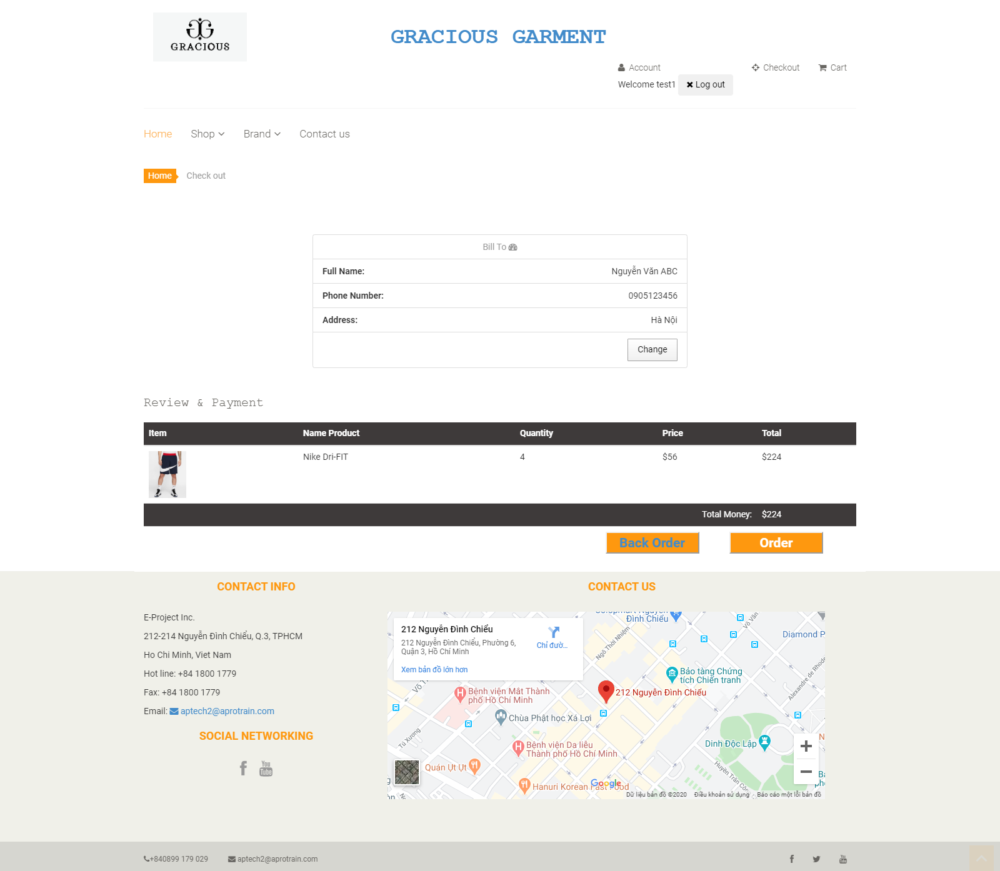 GRACIOUS
GRACIOUS GARMENT
Account
Checkout
Cart
Welcome test1
Log out
Home
Shop
Brand
Contact us
Home
Check out
Bill To
Full Name: Nguyễn Văn ABC
Phone Number: 0905123456
Address: Hà Nội
Change
Review & Payment
Item Name Product Quantity Price Total
Nike Dri-FIT 4 $56 $224
Total Money: $224
Back Order
Order
CONTACT INFO
E-Project Inc.
212-214 Nguyễn Đình Chiểu, Q.3, TPHCM
Ho Chi Minh, Viet Nam
Hot line: +84 1800 1779
Fax: +84 1800 1779
Email: aptech2@aprotrain.com
SOCIAL NETWORKING
You
Tube
CONTACT US
212 Nguyễn Đình Chiểu
212 Nguyễn Đình Chiểu, Phường 6,
Quận 3, Hồ Chí Minh
Chỉ đườ...
Xem bản đồ lớn hơn
Đình Chiểu
Võ Văn
Diamond P
Ngô Thời Nhiệm
Alexandre de Rhode
Bảo tàng Chứng
tích Chiến tranh
212 Nguyễn Đình Chiểu
Võ T
Bệnh viện Mắt Thành
phố Hồ Chí Minh
Chùa Phật học Xá Lợi
Tú Xương
Bệnh viện Da liễu
Thành phố Hồ Chí Minh
Dinh Độc Lập
Quán Ụt Ụt
Huyền Trân Cô
Hanuri Korean Fast Food
Google
Dữ liệu bản đồ ©2020
Điều khoản sử dụng
Báo cáo một lỗi bản đồ
+840899 179 029
aptech2@aprotrain.com